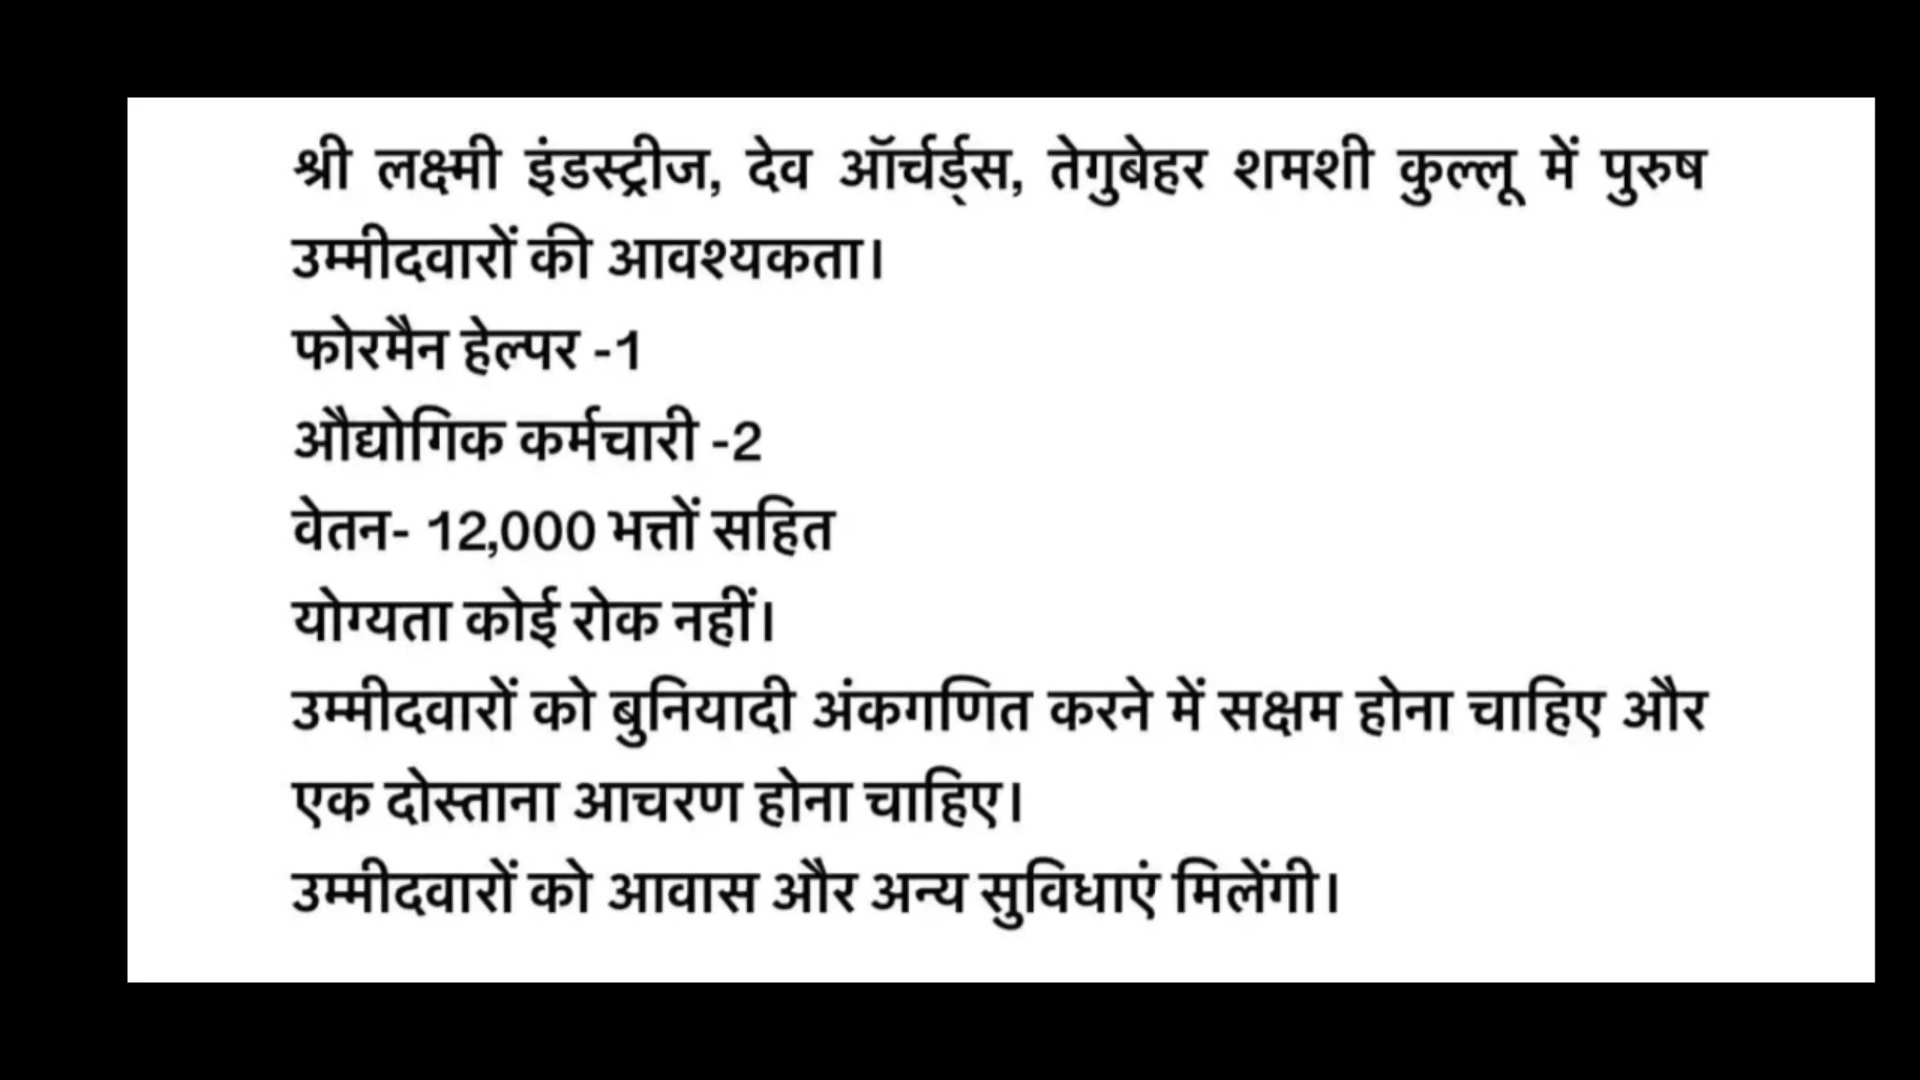 श्री लक्ष्मी इंडस्ट्रीज, देव ऑर्चर्ड्स, तेगुबेहर शमशी कुल्लू में पुरुष
उम्मीदवारों की आवश्यकता।
फोरमैन हेल्पर -1
औद्योगिक कर्मचारी -2
वेतन- 12,000 भत्तों सहित
योग्यता कोई रोक नहीं।
उम्मीदवारों को बुनियादी अंकगणित करने में सक्षम होना चाहिए और
एक दोस्ताना आचरण होना चाहिए।
उम्मीदवारों को आवास और अन्य सुविधाएं मिलेंगी।